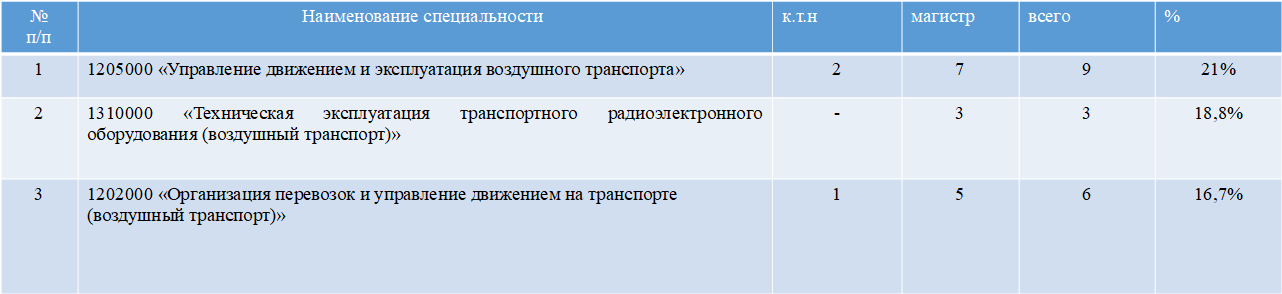 № Наименование специальности к.т.н магистр всего %
п/п
1 1205000 «Управление движением и эксплуатация воздушного транспорта» 2 7 9 21%
2 1310000 «Техническая эксплуатация транспортного радиоэлектронного - 3 3 18,8%
оборудования (воздушный транспорт)»
3 1202000 «Организация перевозок и управление движением на транспорте 1 5 6 16,7%
(воздушный транспорт)»